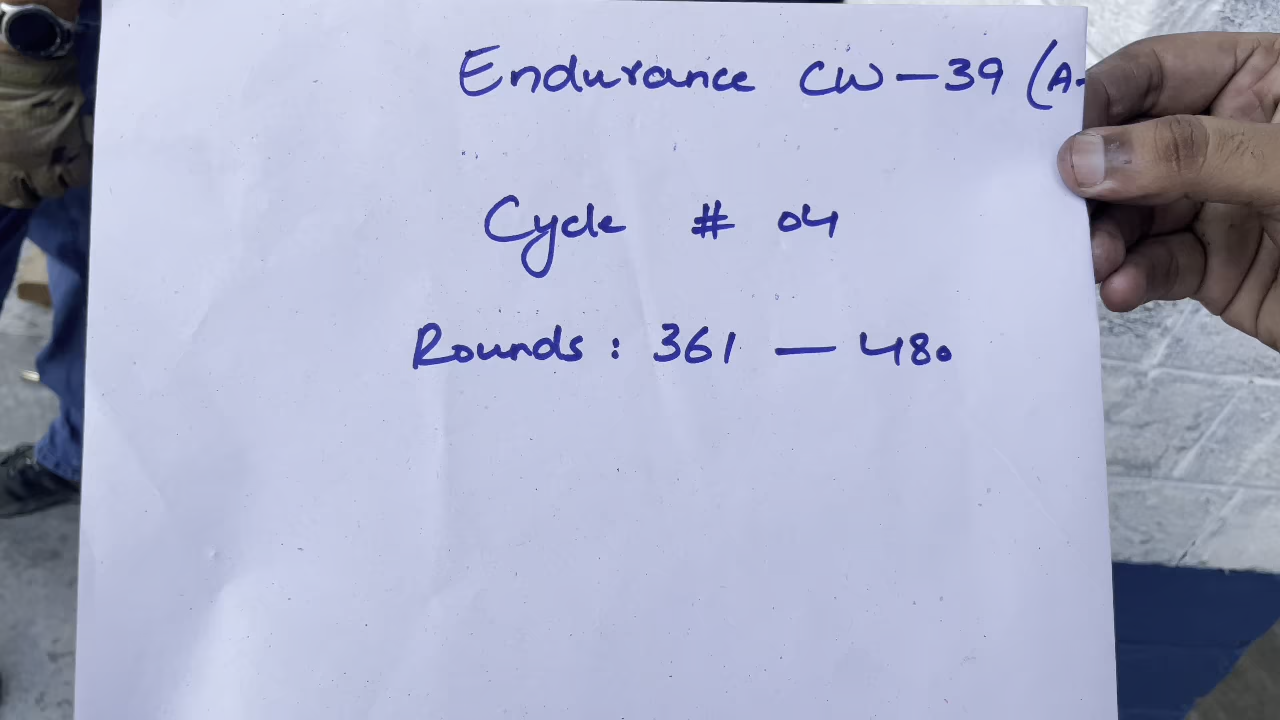 Endurance CW-39 (A-
Cycle # 04
Rounds: 361 — 480